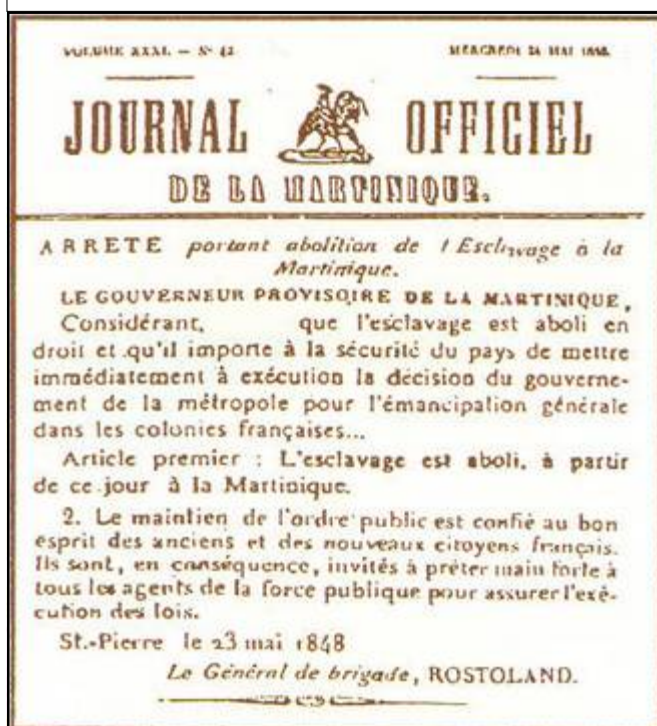 VOLUME XXXI. — No 42
MERCREDI 24 MAI 1848.
JOURNAL OFFICIEL
DE LA MARTINIQUE.
ARRETÉ portant abolition de l Esclavage à la
Martinique.
LE GOUVERNEUR PROVISOIRE DE LA MARTINIQUE,
Considérant, que l'esclavage est aboli en
droit et qu'il importe à la sécurité du pays de mettre
immédiatement à exécution la décision du gouverne-
ment de la métropole pour l'émancipation générale
dans les colonies françaises...
Article premier : L'esclavage est aboli, à partir
de ce jour à la Martinique.
2. Le maintien de l'ordre public est confié au bon
esprit des anciens et des nouveaux citoyens français.
Ils sont, en conséquence, invités à prêter main forte à
tous les agents de la force publique pour assurer l'exé-
cution des lois.
St.-Pierre le 23 mai 1848
Le Général de brigade, ROSTOLAND.